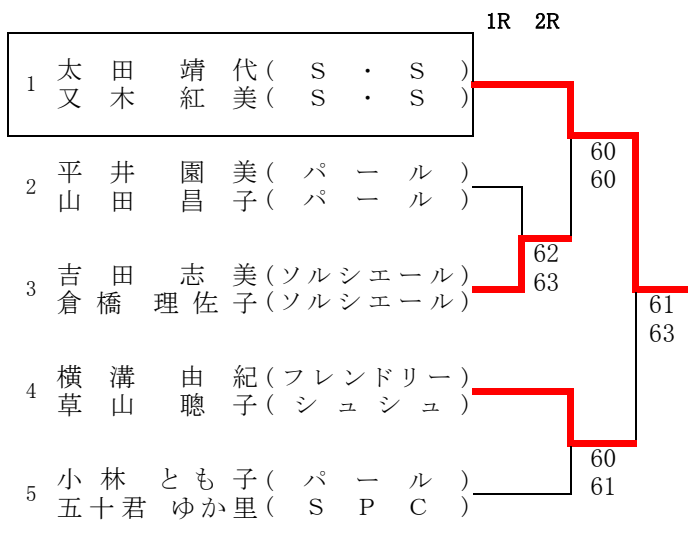 1R 2R
1 太 田 靖 代( S ・ S )
又 木 紅 美( S ・ S )
60
60
2 平 井 園 美( パ ー ル )
山 田 昌 子( パ ー ル )
62
63
3 吉 田 志 美(ソルシエール)
倉 橋 理 佐 子(ソルシエール)
61
63
4 横 溝 由 紀(フレンドリー)
草 山 聰 子( シ ュ シ ュ )
60
61
5 小 林 と も 子( パ ー ル )
五 十 君 ゆ か 里( S P C )